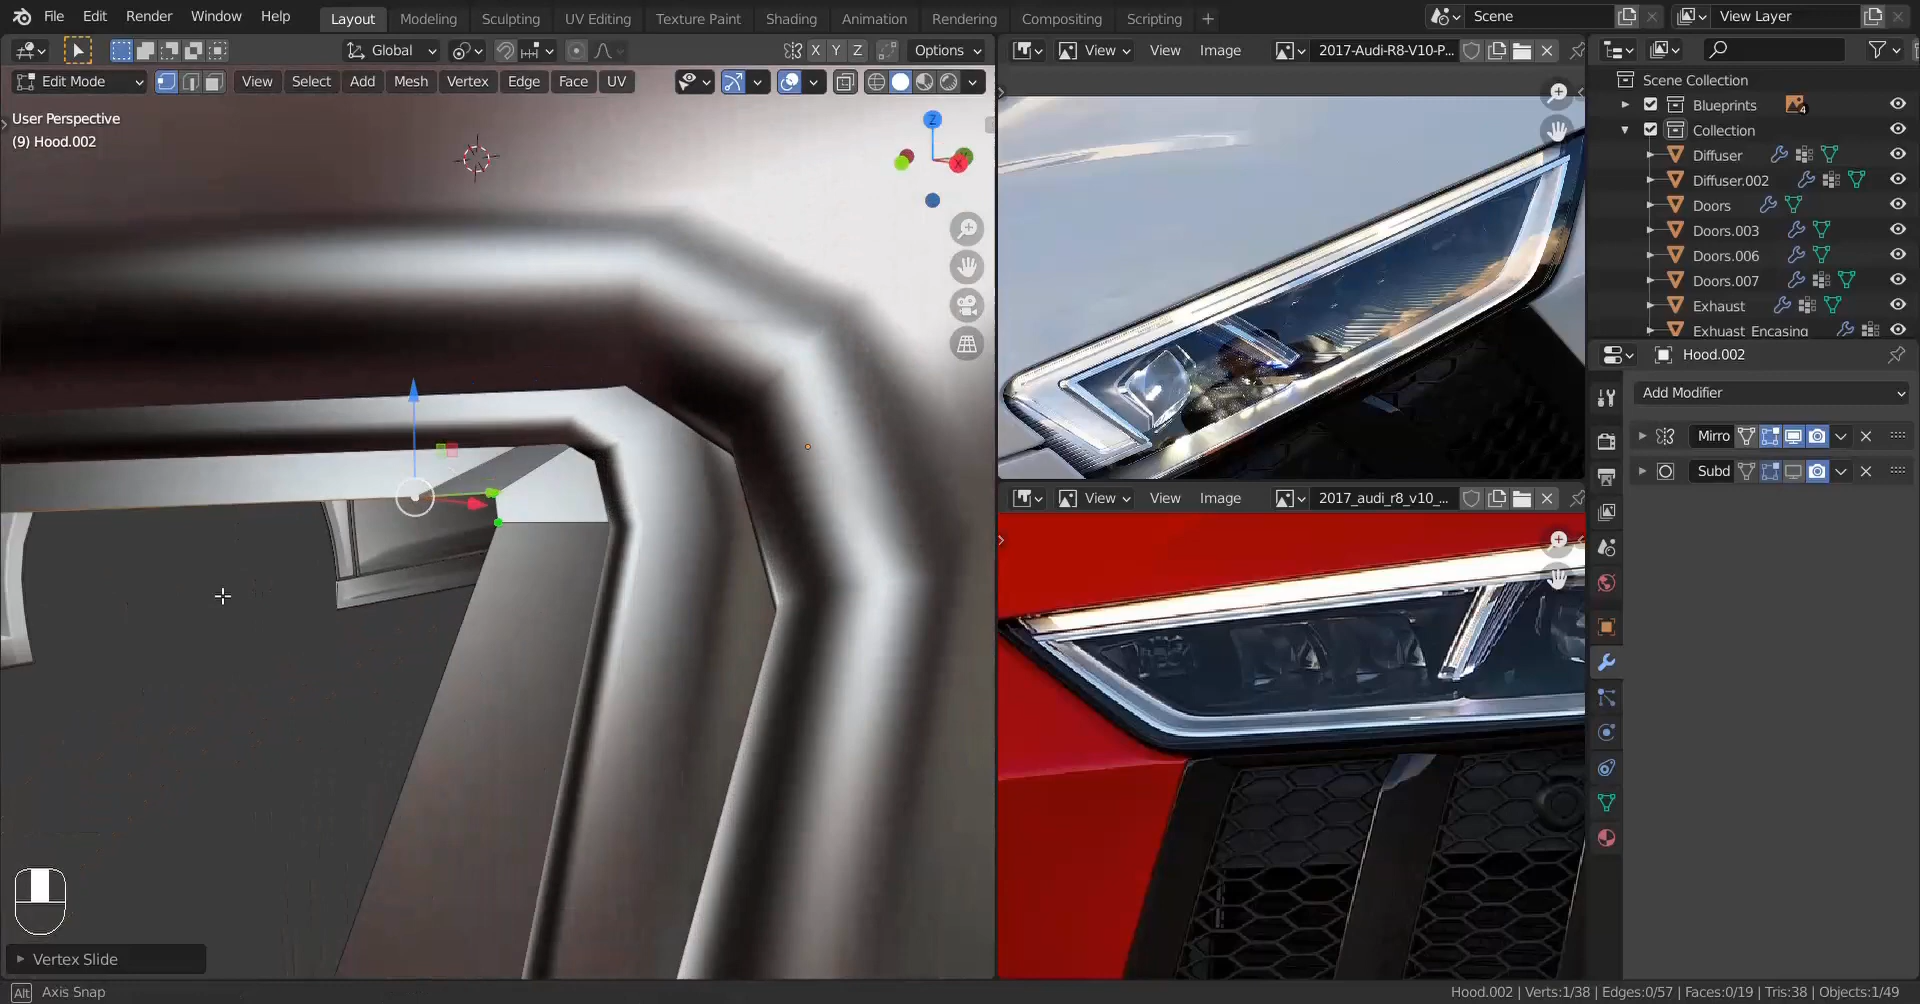 File Edit Render Window Help
Layout Modeling Sculpting UV Editing Texture Paint Shading Animation Rendering Compositing Scripting +
Scene
View Layer
Global
X Y Z
Options
View View Image 2017-Audi-R8-V10-P...
Edit Mode
View Select Add Mesh Vertex Edge Face UV
User Perspective
(9) Hood.002
Z
X
Scene Collection
Blueprints 4
Collection
Diffuser
Diffuser.002
Doors
Doors.003
Doors.006
Doors.007
Exhaust
Exhuast Encasing
Hood.002
Add Modifier
Mirro
Subd
View View Image 2017_audi_r8_v10_...
Vertex Slide
Alt Axis Snap
Hood.002 | Verts:1/38 | Edges:0/57 | Faces:0/19 | Tris:38 | Objects:1/49